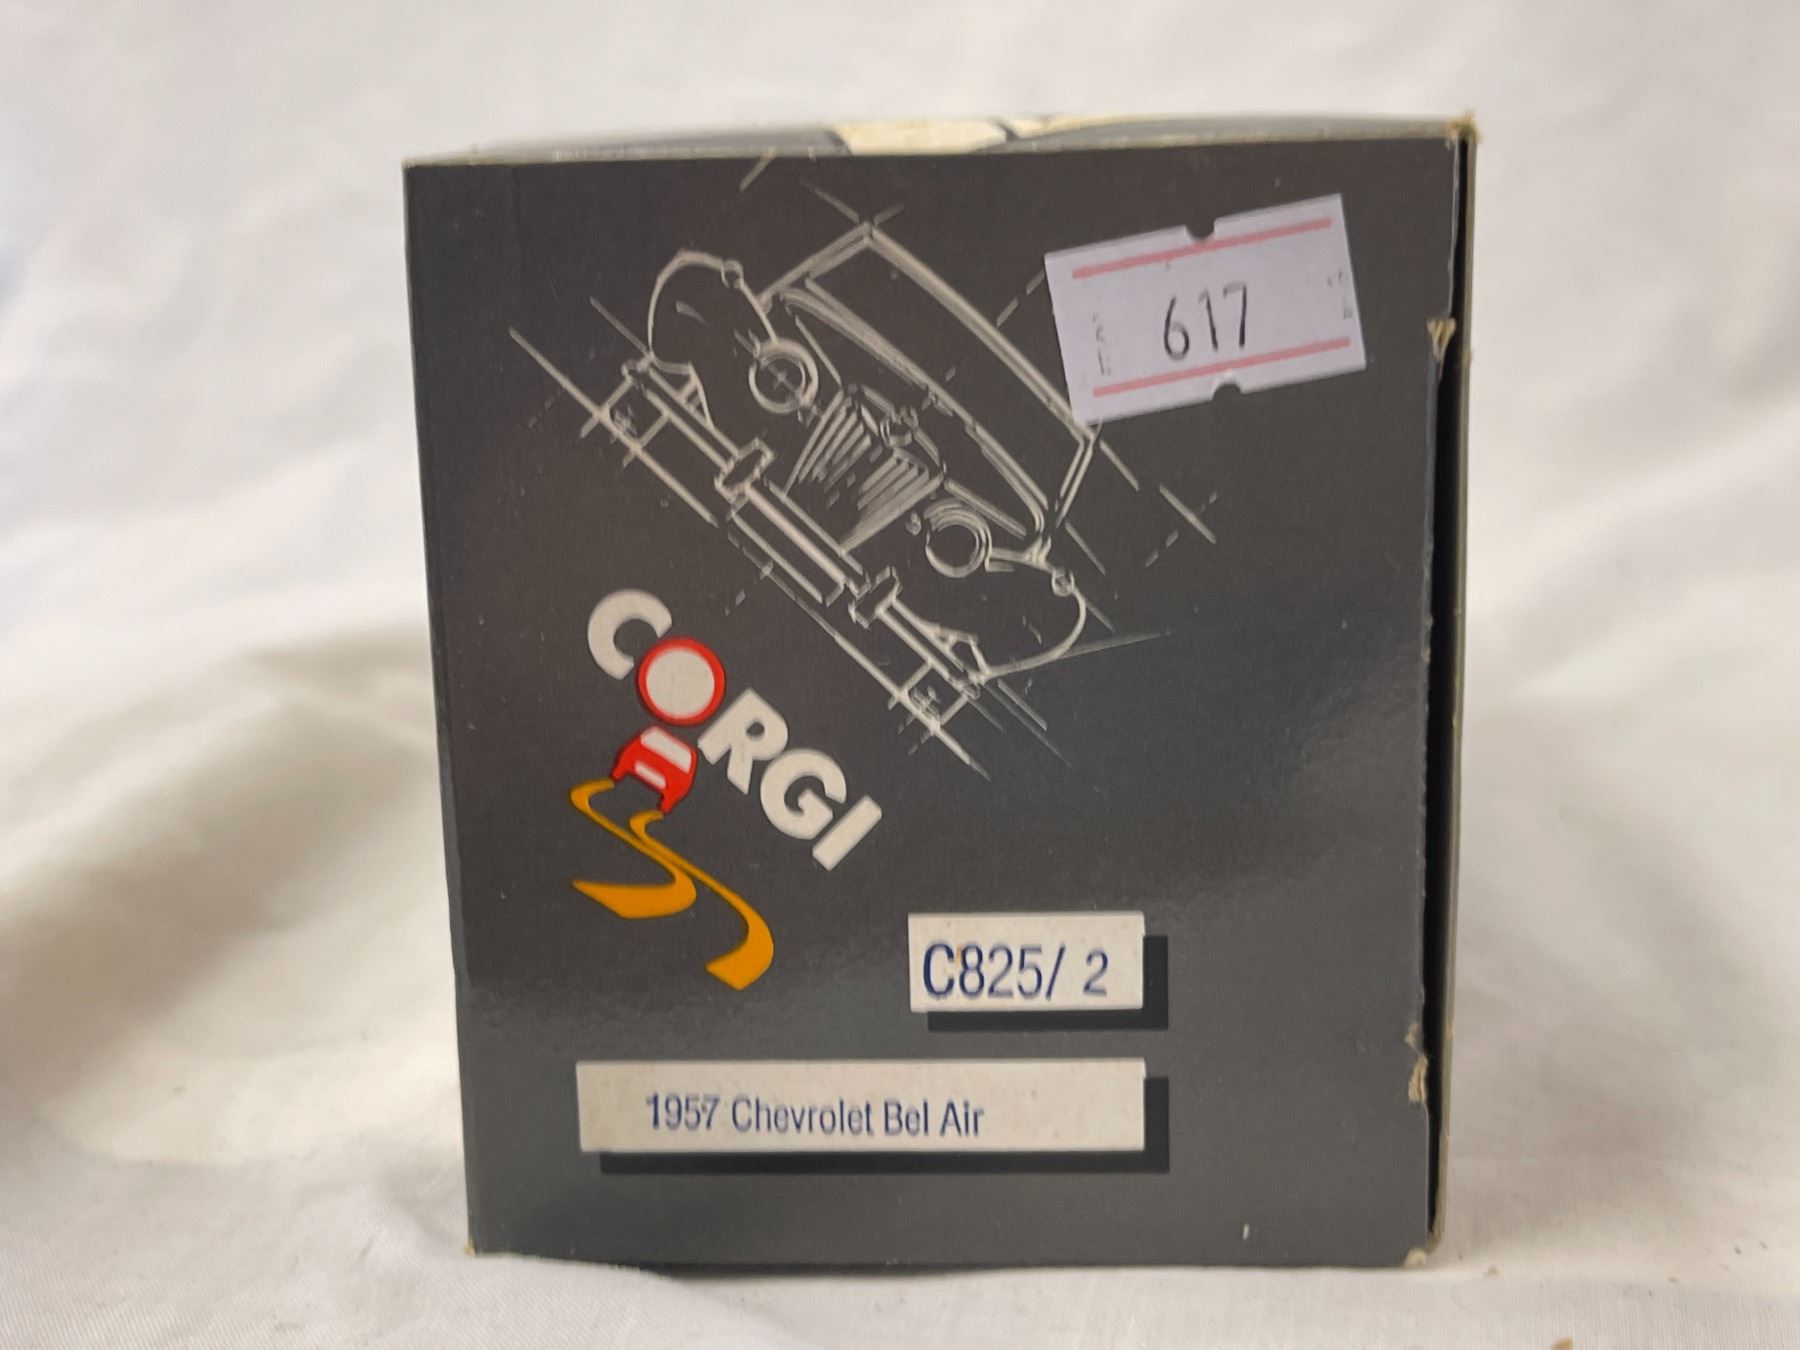 617
CORGI
C825/ 2
1957 Chevrolet Bel Air